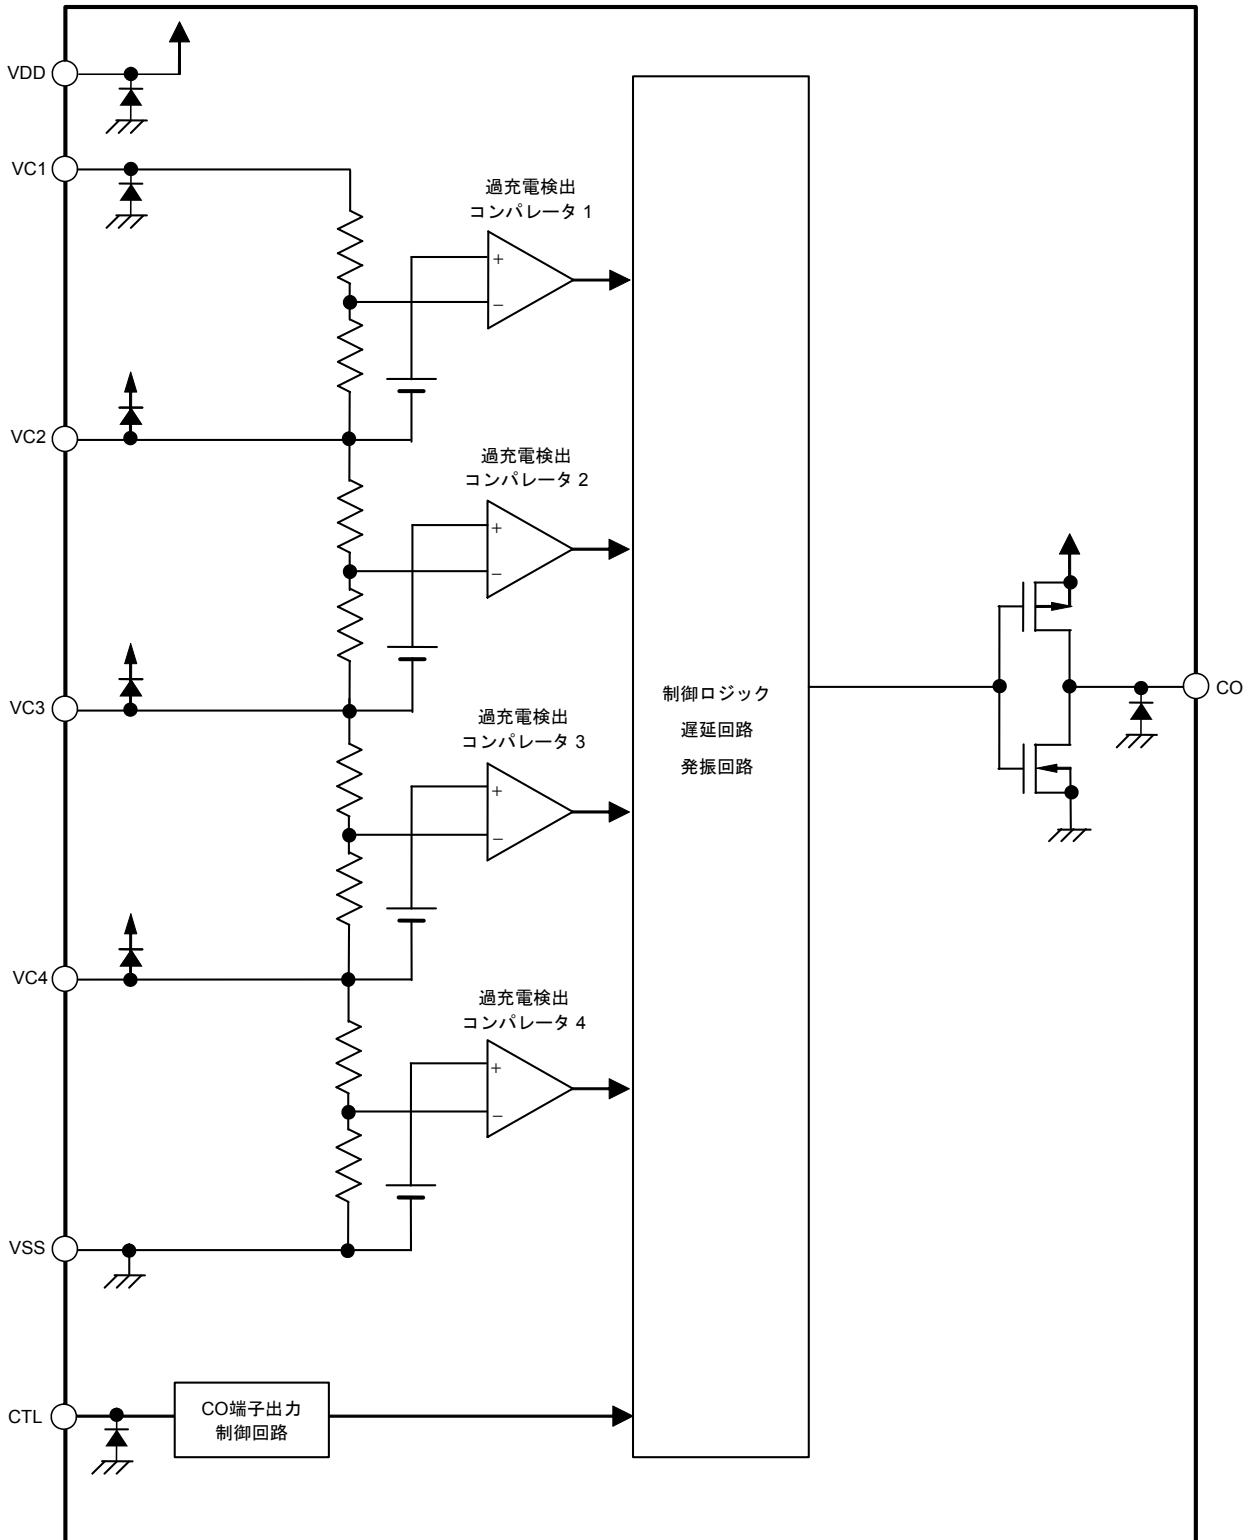 VDD
VC1
過充電検出
コンパレータ 1
+
−
VC2
過充電検出
コンパレータ 2
+
−
VC3
過充電検出
コンパレータ 3
+
−
制御ロジック
遅延回路
発振回路
CO
VC4
過充電検出
コンパレータ 4
+
−
VSS
CTL
CO端子出力
制御回路